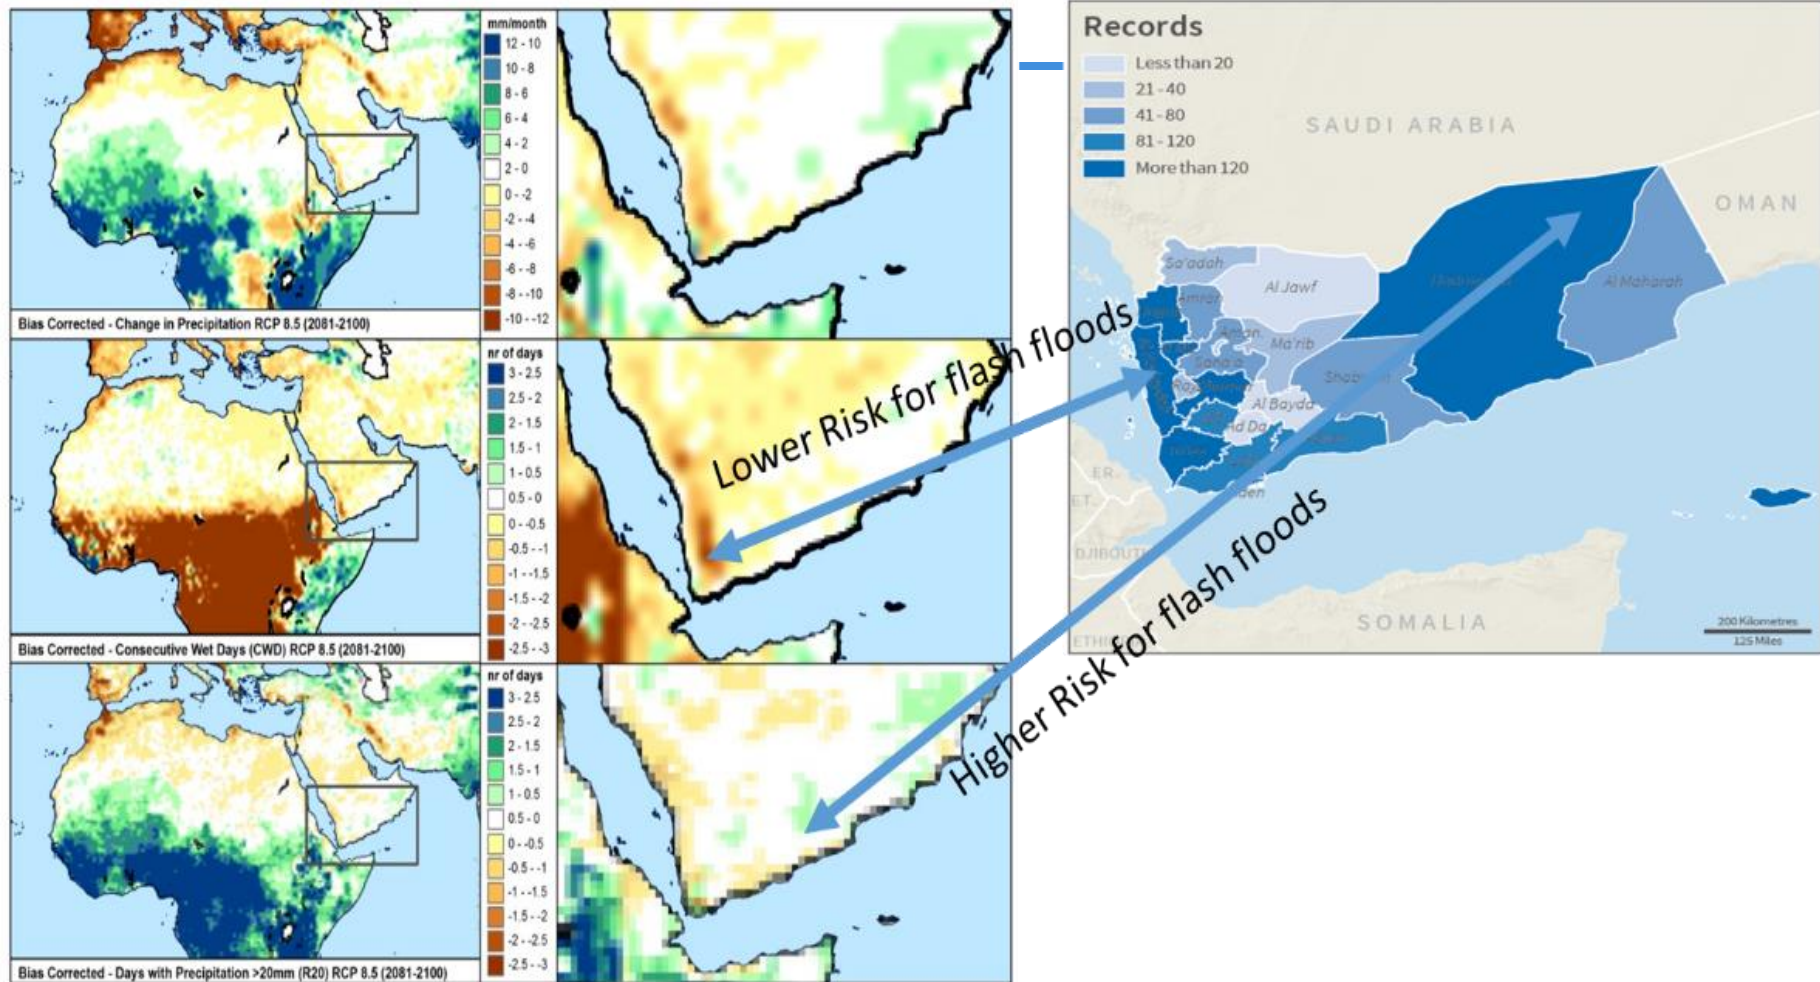 mm/month
12 - 10
10 - 8
8 - 6
6 - 4
4 - 2
2 - 0
0 - -2
-2 - -4
-4 - -6
-6 - -8
-8 - -10
-10 - -12
Bias Corrected - Change in Precipitation RCP 8.5 (2081-2100)
nr of days
3 - 2.5
2.5 - 2
2 - 1.5
1.5 - 1
1 - 0.5
0.5 - 0
0 - -0.5
-0.5 - -1
-1 - -1.5
-1.5 - -2
-2 - -2.5
-2.5 - -3
Bias Corrected - Consecutive Wet Days (CWD) RCP 8.5 (2081-2100)
nr of days
3 - 2.5
2.5 - 2
2 - 1.5
1.5 - 1
1 - 0.5
0.5 - 0
0 - -0.5
-0.5 - -1
-1 - -1.5
-1.5 - -2
-2 - -2.5
-2.5 - -3
Bias Corrected - Days with Precipitation >20mm (R20) RCP 8.5 (2081-2100)
Lower Risk for flash floods
Higher Risk for flash floods
Records
Less than 20
21 - 40
41 - 80
81 - 120
More than 120
SAUDI ARABIA
OMAN
Sa'adah
Al Jawf
Al Maharah
Amran
Ma'rib
Sana'a
Al Bayda
Ad Da
ER.
ET.
DJIBOUTI
SOMALIA
200 Kilometres
125 Miles